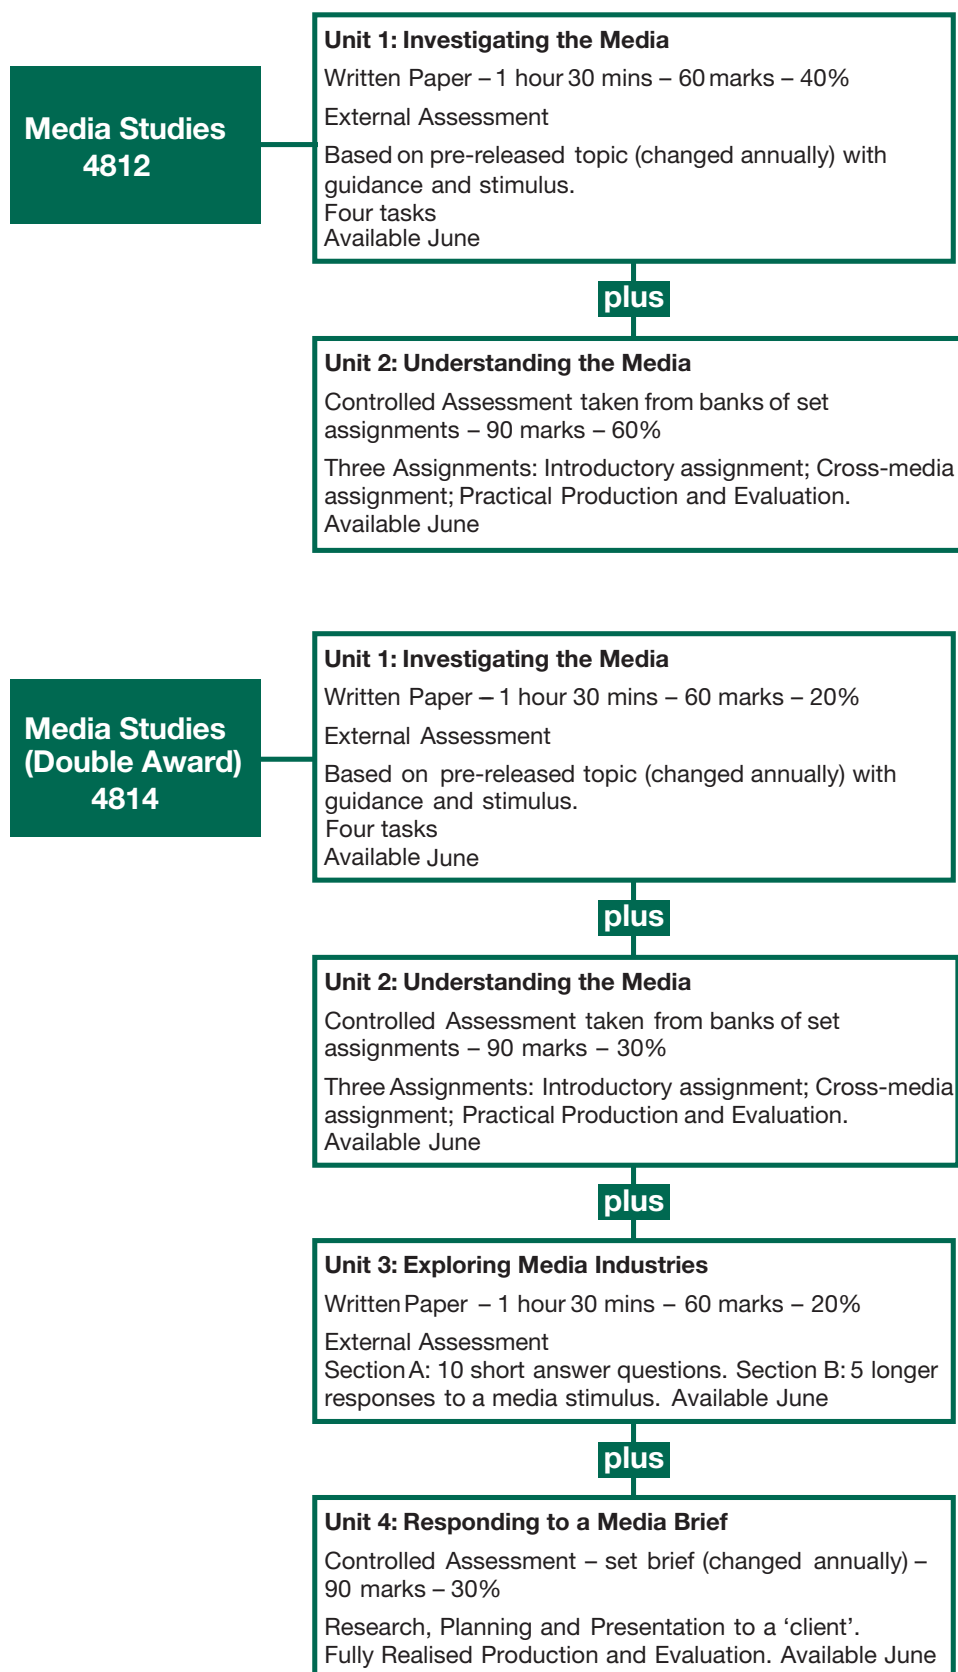 Unit 1: Investigating the Media
Written Paper – 1 hour 30 mins – 60 marks – 40%
External Assessment
Based on pre-released topic (changed annually) with
guidance and stimulus.
Four tasks
Available June
Media Studies
4812
plus
Unit 2: Understanding the Media
Controlled Assessment taken from banks of set
assignments – 90 marks – 60%
Three Assignments: Introductory assignment; Cross-media
assignment; Practical Production and Evaluation.
Available June
Unit 1: Investigating the Media
Written Paper – 1 hour 30 mins – 60 marks – 20%
External Assessment
Based on pre-released topic (changed annually) with
guidance and stimulus.
Four tasks
Available June
Media Studies
(Double Award)
4814
plus
Unit 2: Understanding the Media
Controlled Assessment taken from banks of set
assignments – 90 marks – 30%
Three Assignments: Introductory assignment; Cross-media
assignment; Practical Production and Evaluation.
Available June
plus
Unit 3: Exploring Media Industries
Written Paper – 1 hour 30 mins – 60 marks – 20%
External Assessment
Section A: 10 short answer questions. Section B: 5 longer
responses to a media stimulus. Available June
plus
Unit 4: Responding to a Media Brief
Controlled Assessment – set brief (changed annually) –
90 marks – 30%
Research, Planning and Presentation to a ‘client’.
Fully Realised Production and Evaluation. Available June